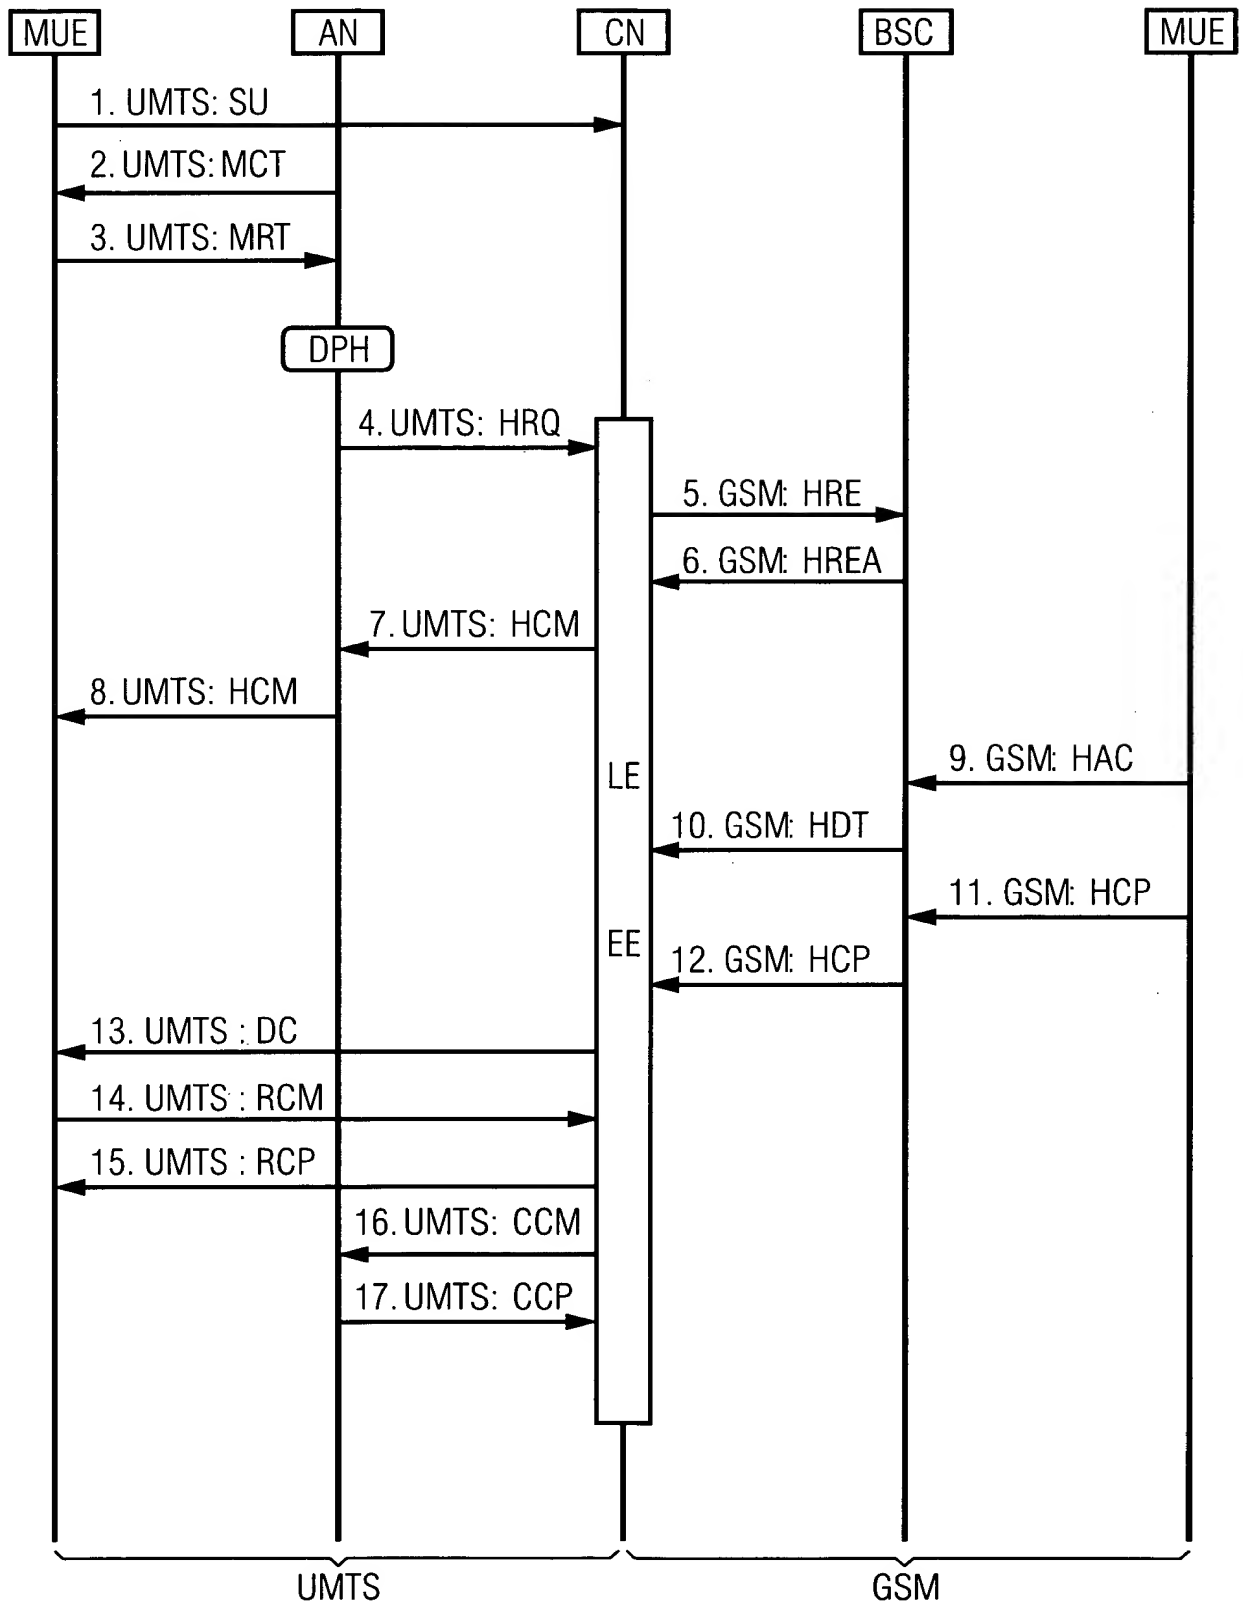 MUE AN CN BSC MUE
1. UMTS: SU
2. UMTS: MCT
3. UMTS: MRT
DPH
4. UMTS: HRQ
5. GSM: HRE
6. GSM: HREA
7. UMTS: HCM
8. UMTS: HCM
9. GSM: HAC
LE
10. GSM: HDT
11. GSM: HCP
EE
12. GSM: HCP
13. UMTS : DC
14. UMTS : RCM
15. UMTS : RCP
16. UMTS: CCM
17. UMTS: CCP
UMTS GSM